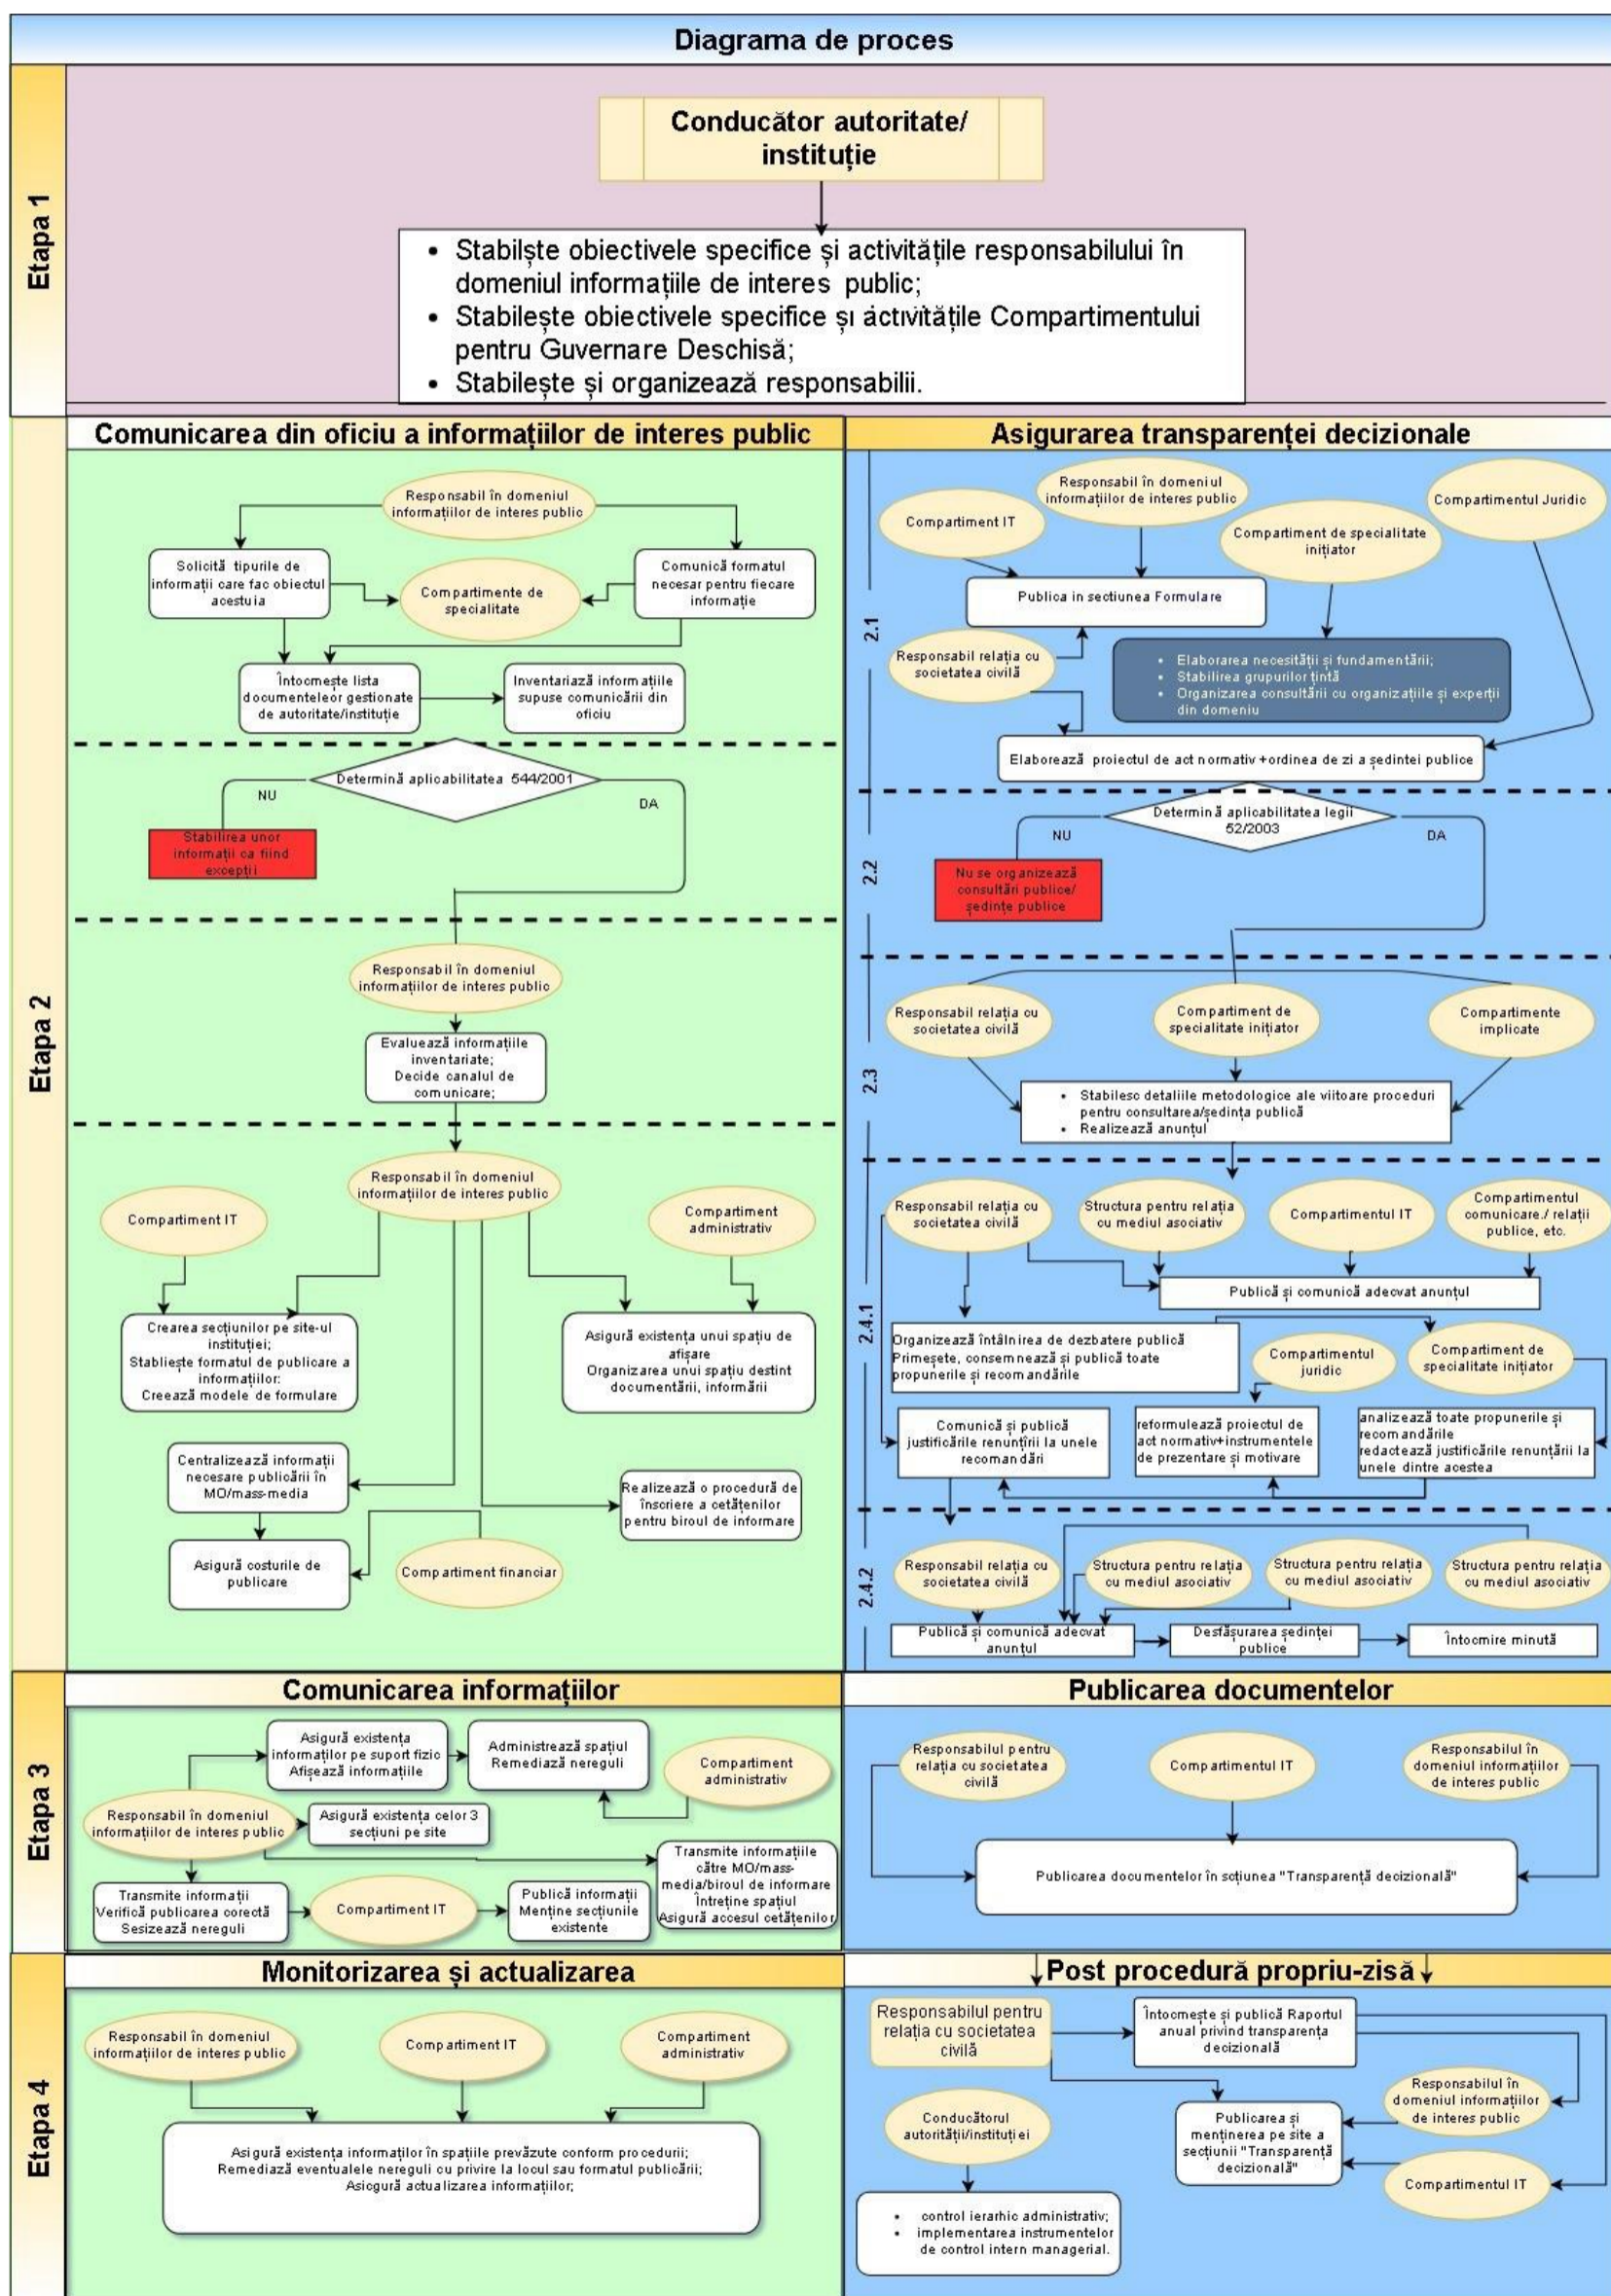 Diagrama de proces
Etapa 1
Conducător autoritate/
instituție
• Stabilște obiectivele specifice și activitățile responsabilului în
domeniul informațiile de interes public;
• Stabilește obiectivele specifice și activitățile Compartimentului
pentru Guvernare Deschisă;
• Stabilește și organizează responsabilii.
Etapa 2
Comunicarea din oficiu a informațiilor de interes public
Responsabil în domeniul
informațiilor de interes public
Solicită tipurile de
informații care fac obiectul
acestuia
Compartimente de
specialitate
Comunică formatul
necesar pentru fiecare
informație
Întocmește lista
documenteleor gestionate
de autoritate/instituție
Inventariază informațiile
supuse comunicării din
oficiu
Determină aplicabilitatea 544/2001
NU
DA
Stabilirea unor
informații ca fiind
excepții
Responsabil în domeniul
informațiilor de interes public
Evaluează informațiile
inventariate;
Decide canalul de
comunicare;
Responsabil în domeniul
informațiilor de interes public
Compartiment IT
Compartiment
administrativ
Crearea secțiunilor pe site-ul
instituției;
Stabliește formatul de publicare a
informațiilor:
Creează modele de formulare
Asigură existența unui spațiu de
afișare
Organizarea unui spațiu destint
documentării, informării
Centralizează informații
necesare publicării în
MO/mass-media
Realizează o procedură de
înscriere a cetățenilor
pentru biroul de informare
Asigură costurile de
publicare
Compartiment financiar
Asigurarea transparenței decizionale
2.1
Compartiment IT
Responsabil în domeniul
informațiilor de interes public
Compartiment de specialitate
inițiator
Compartimentul Juridic
Publica in sectiunea Formulare
Responsabil relația cu
societatea civilă
• Elaborarea necesității și fundamentării;
• Stabilirea grupurilor țintă
• Organizarea consultării cu organizațiile și experții
din domeniu
Elaborează proiectul de act normativ +ordinea de zi a ședintei publice
2.2
Determină aplicabilitatea legii
52/2003
NU
DA
Nu se organizează
consultări publice/
ședințe publice
2.3
Responsabil relația cu
societatea civilă
Compartiment de
specialitate inițiator
Compartimente
implicate
• Stabilesc detaliile metodologice ale viitoare proceduri
pentru consultarea/ședința publică
• Realizează anunțul
2.4.1
Responsabil relația cu
societatea civilă
Structura pentru relația
cu mediul asociativ
Compartimentul IT
Compartimentul
comunicare./ relații
publice, etc.
Publică și comunică adecvat anunțul
Organizează întâlnirea de dezbatere publică
Primeșete, consemnează și publică toate
propunerile și recomandările
Compartimentul
juridic
Compartiment de
specialitate inițiator
Comunică și publică
justificările renunțîrii la unele
recomandări
reformulează proiectul de
act normativ+instrumentele
de prezentare și motivare
analizează toate propunerile și
recomandările
redactează justificările renunțării la
unele dintre acestea
2.4.2
Responsabil relația cu
societatea civilă
Structura pentru relația
cu mediul asociativ
Structura pentru relația
cu mediul asociativ
Structura pentru relația
cu mediul asociativ
Publică și comunică adecvat
anunțul
Desfășurarea ședinței
publice
Întocmire minută
Etapa 3
Comunicarea informațiilor
Asigură existența
informaților pe suport fizic
Afișează informațiile
Administrează spațiul
Remediază nereguli
Compartiment
administrativ
Responsabil în domeniul
informațiilor de interes public
Asigură existența celor 3
secțiuni pe site
Transmite informații
Verifică publicarea corectă
Sesizează nereguli
Compartiment IT
Publică informații
Menține secțiunile
existente
Transmite informațiile
către MO/mass-
media/biroul de informare
Întreține spațiul
Asigură accesul cetățenilor
Publicarea documentelor
Responsabilul pentru
relația cu societatea
civilă
Compartimentul IT
Responsabilul în
domeniul informațiilor
de interes public
Publicarea documentelor în scțiunea "Transparență decizională"
Etapa 4
Monitorizarea și actualizarea
Responsabil în domeniul
informațiilor de interes public
Compartiment IT
Compartiment
administrativ
Asigură existența informaților în spațiile prevăzute conform procedurii;
Remediază eventualele nereguli cu privire la locul sau formatul publicării;
Asicgură actualizarea informațiilor;
Post procedură propriu-zisă
Responsabilul pentru
relația cu societatea
civilă
Întocmește și publică Raportul
anual privind transparența
decizională
Responsabilul în
domeniul informațiilor
de interes public
Conducătorul
autorității/instituției
Publicarea și
menținerea pe site a
secțiunii "Transparență
decizională"
Compartimentul IT
• control ierarhic administrativ;
• implementarea instrumentelor
de control intern managerial.